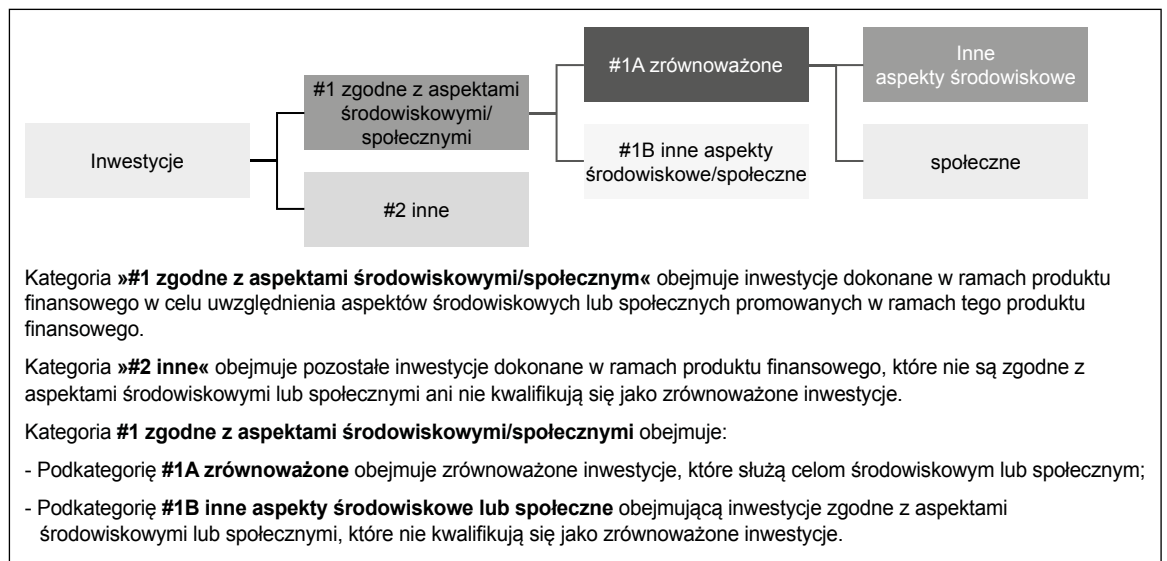 Inwestycje
#1 zgodne z aspektami
środowiskowymi/
społecznymi
#2 inne
#1A zrównoważone
#1B inne aspekty
środowiskowe/społeczne
Inne
aspekty środowiskowe
społeczne
Kategoria »#1 zgodne z aspektami środowiskowymi/społecznym« obejmuje inwestycje dokonane w ramach produktu
finansowego w celu uwzględnienia aspektów środowiskowych lub społecznych promowanych w ramach tego produktu
finansowego.
Kategoria »#2 inne« obejmuje pozostałe inwestycje dokonane w ramach produktu finansowego, które nie są zgodne z
aspektami środowiskowymi lub społecznymi ani nie kwalifikują się jako zrównoważone inwestycje.
Kategoria #1 zgodne z aspektami środowiskowymi/społecznymi obejmuje:
- Podkategorię #1A zrównoważone obejmuje zrównoważone inwestycje, które służą celom środowiskowym lub społecznym;
- Podkategorię #1B inne aspekty środowiskowe lub społeczne obejmującą inwestycje zgodne z aspektami
środowiskowymi lub społecznymi, które nie kwalifikują się jako zrównoważone inwestycje.